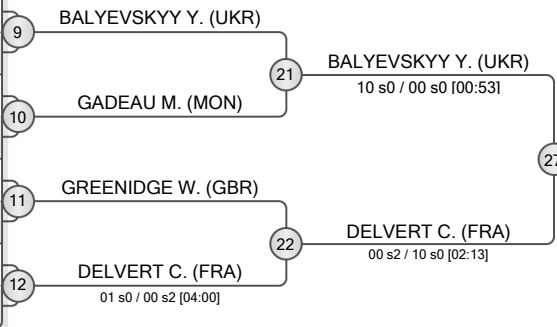 BALYEVSKYY Y. (UKR)
9
21
BALYEVSKYY Y. (UKR)
10 s0 / 00 s0 [00:53]
GADEAU M. (MON)
10
27
GREENIDGE W. (GBR)
11
22
DELVERT C. (FRA)
00 s2 / 10 s0 [02:13]
DELVERT C. (FRA)
12
01 s0 / 00 s2 [04:00]